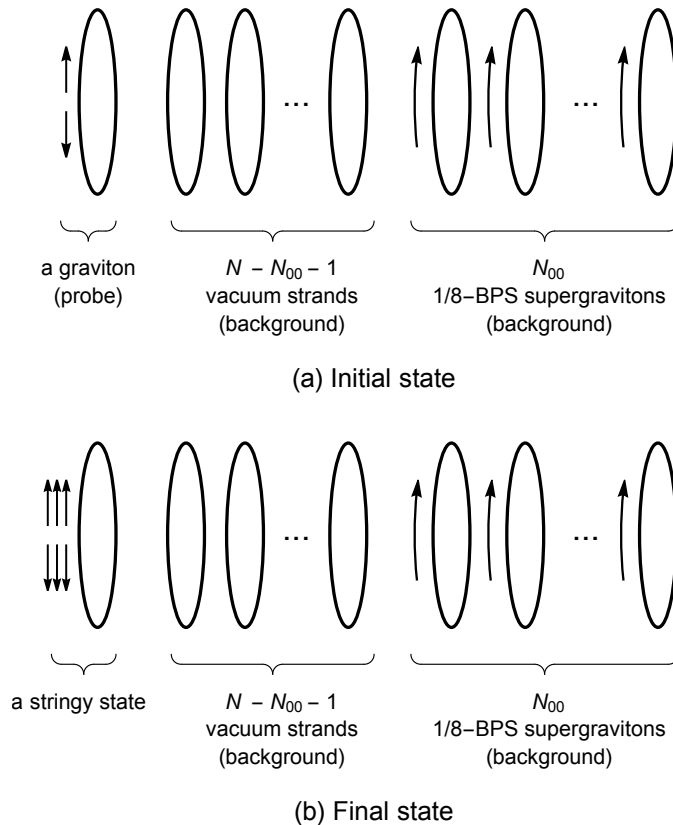 ...
...
a graviton
(probe)
N − N₀₀ − 1
vacuum strands
(background)
N₀₀
1/8−BPS supergravitons
(background)
(a) Initial state
...
...
a stringy state
N − N₀₀ − 1
vacuum strands
(background)
N₀₀
1/8−BPS supergravitons
(background)
(b) Final state